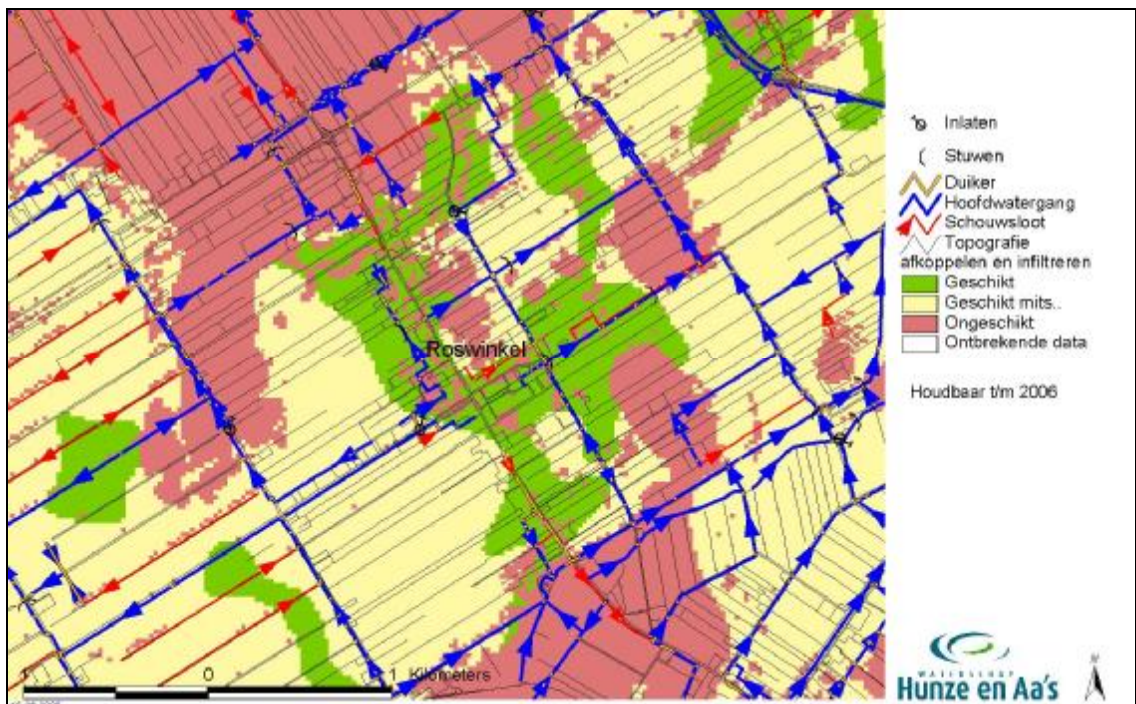 Roswinkel
1 0 1 Kilometers
Inlaten
Stuwen
Duiker
Hoofdwatergang
Schouwsloot
Topografie
afkoppelen en infiltreren
Geschikt
Geschikt mits..
Ongeschikt
Ontbrekende data
Houdbaar t/m 2006
WATERSCHAP
Hunze en Aa's
N